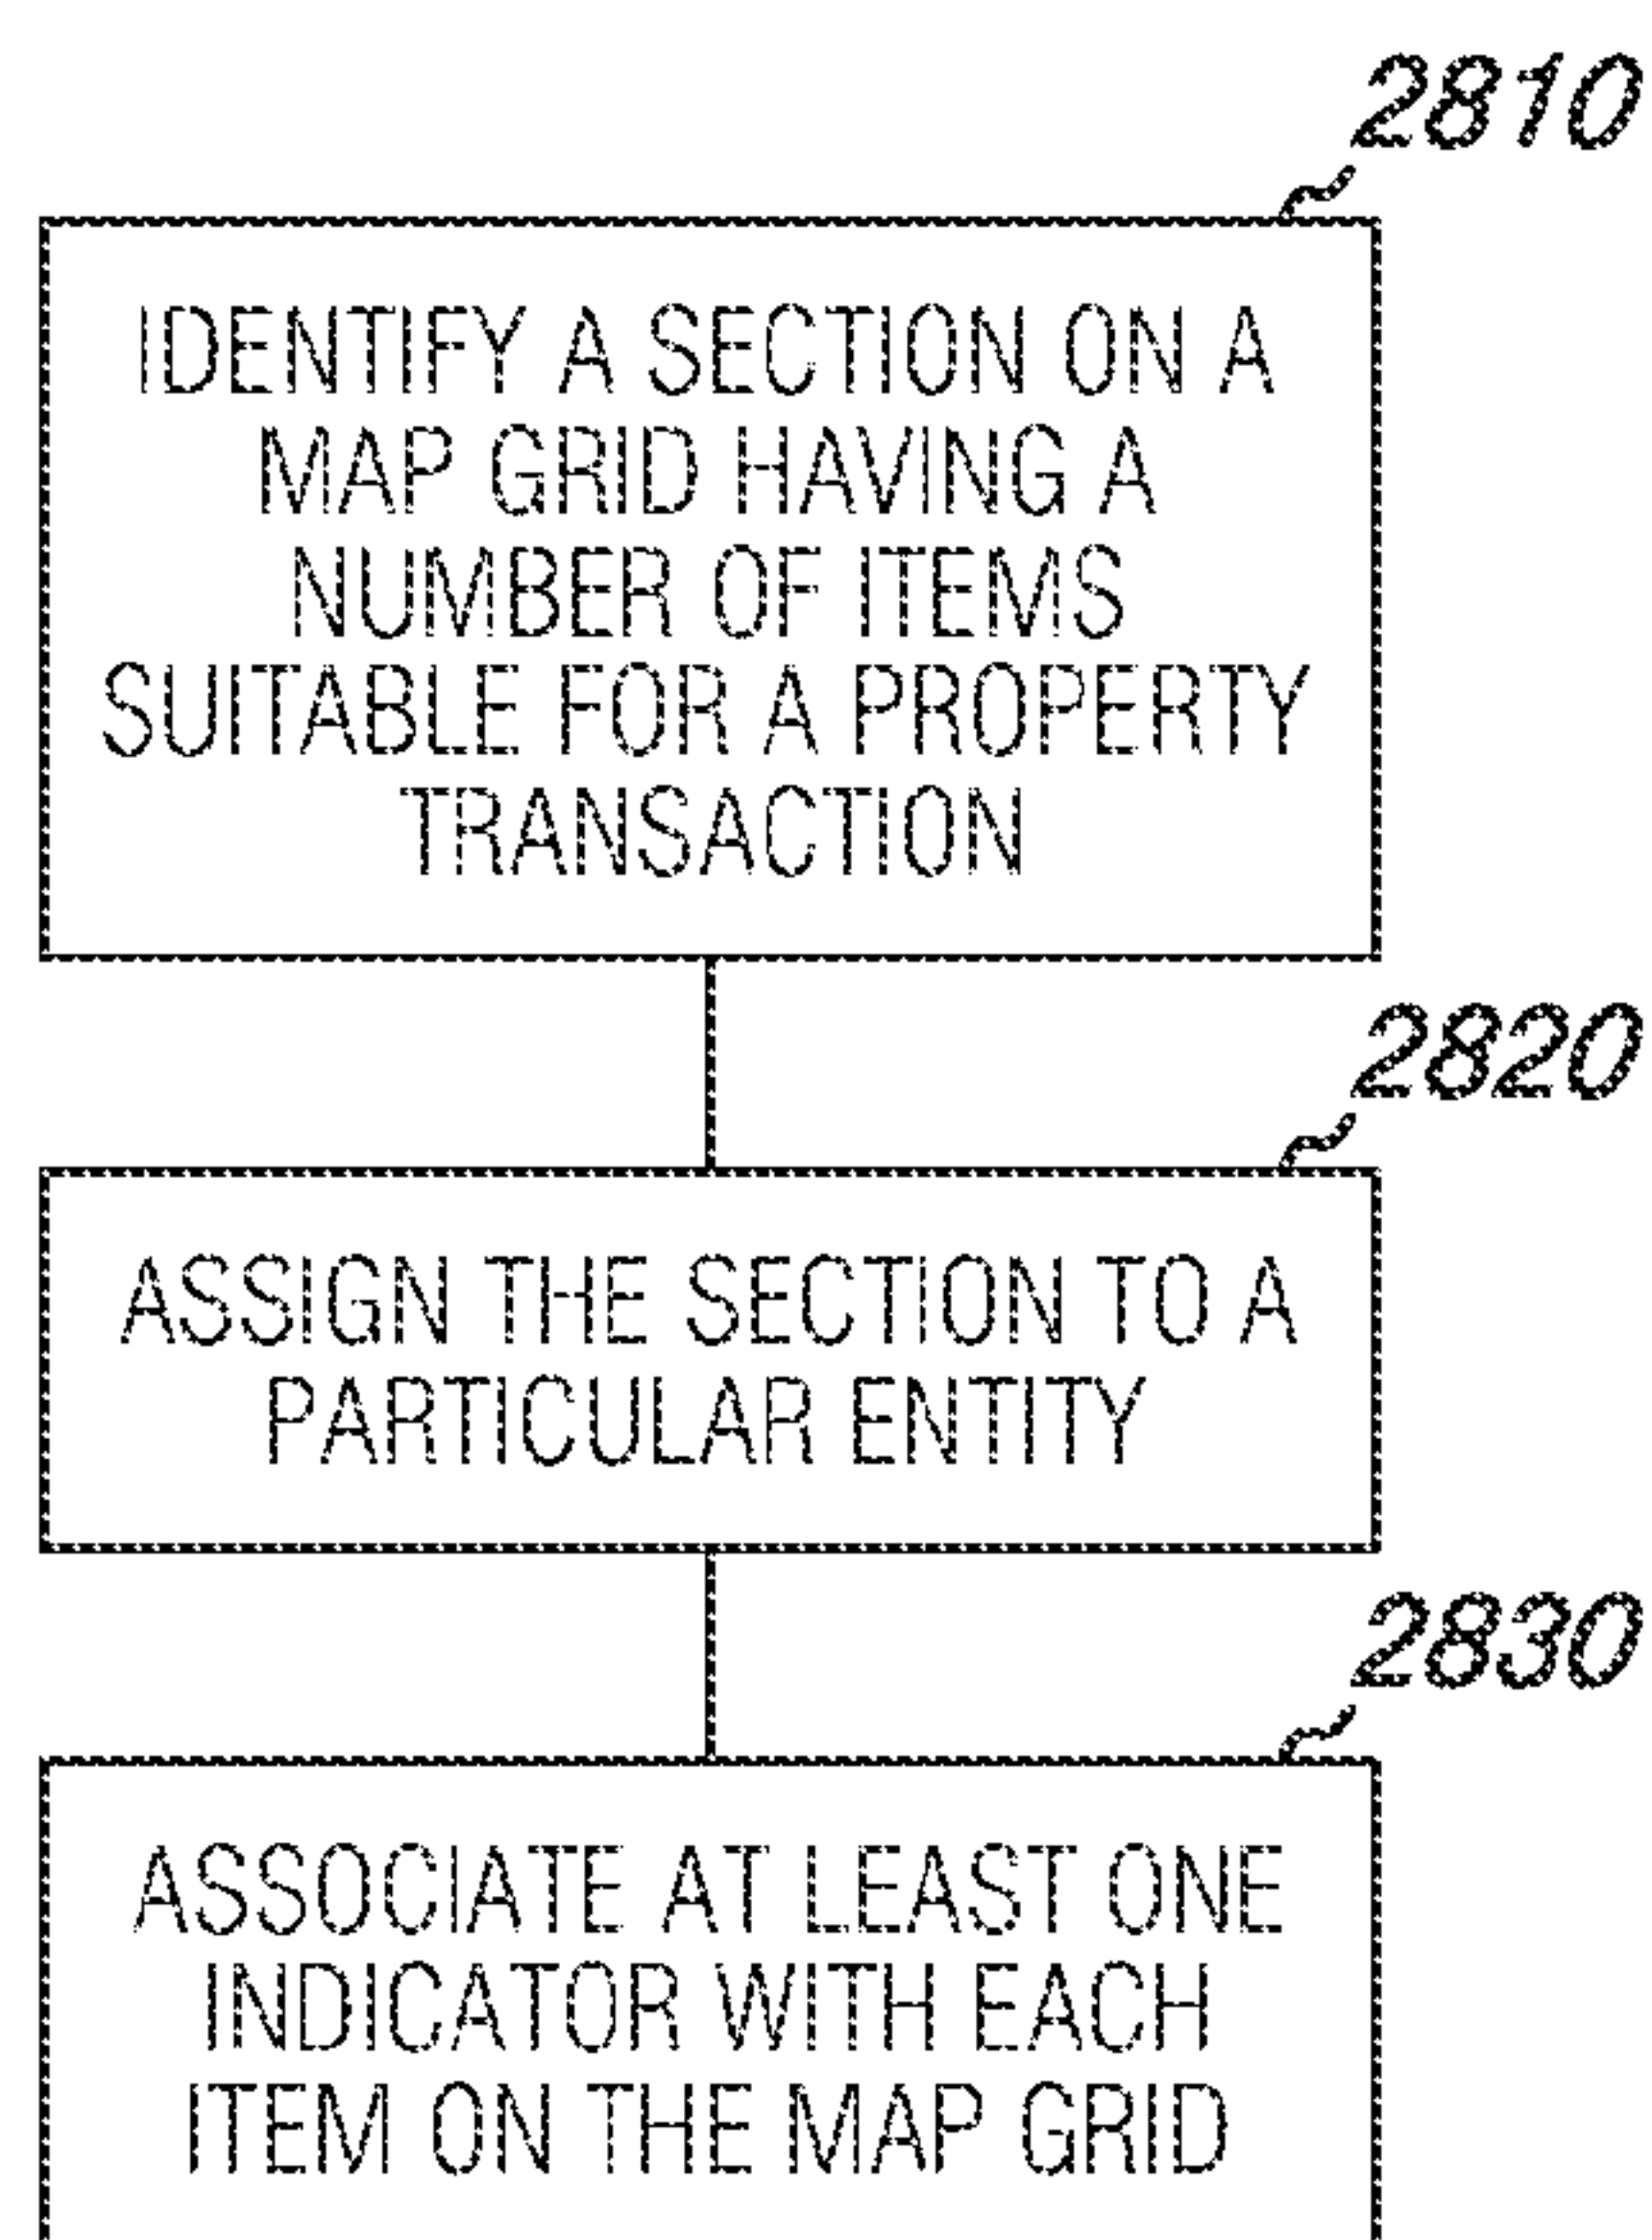 2810
IDENTIFY A SECTION ON A
MAP GRID HAVING A
NUMBER OF ITEMS
SUITABLE FOR A PROPERTY
TRANSACTION
2820
ASSIGN THE SECTION TO A
PARTICULAR ENTITY
2830
ASSOCIATE AT LEAST ONE
INDICATOR WITH EACH
ITEM ON THE MAP GRID